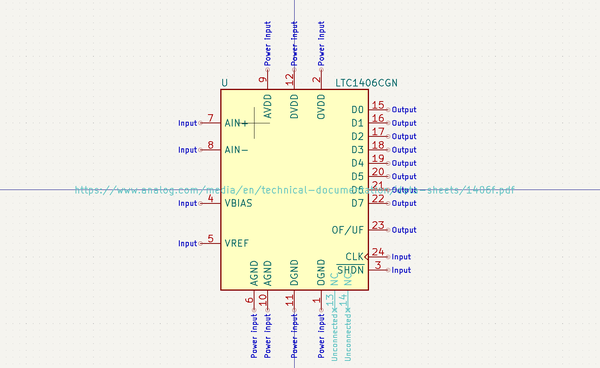 Power Input
Power Input
Power Input
9
12
2
U
LTC1406CGN
AVDD
DVDD
OVDD
Input 7 AIN+
Input 8 AIN-
Input 4 VBIAS
Input 5 VREF
D0 15 Output
D1 16 Output
D2 17 Output
D3 18 Output
D4 19 Output
D5 20 Output
D6 21 Output
https://www.analog.com/media/en/technical-documentation/data-sheets/1406f.pdf
D7 22 Output
OF/UF 23 Output
CLK 24 Input
SHDN 3 Input
AGND
AGND
DGND
OGND
NC
NC
6
10
11
1
13
14
Power Input
Power Input
Power Input
Power Input
Unconnected
Unconnected